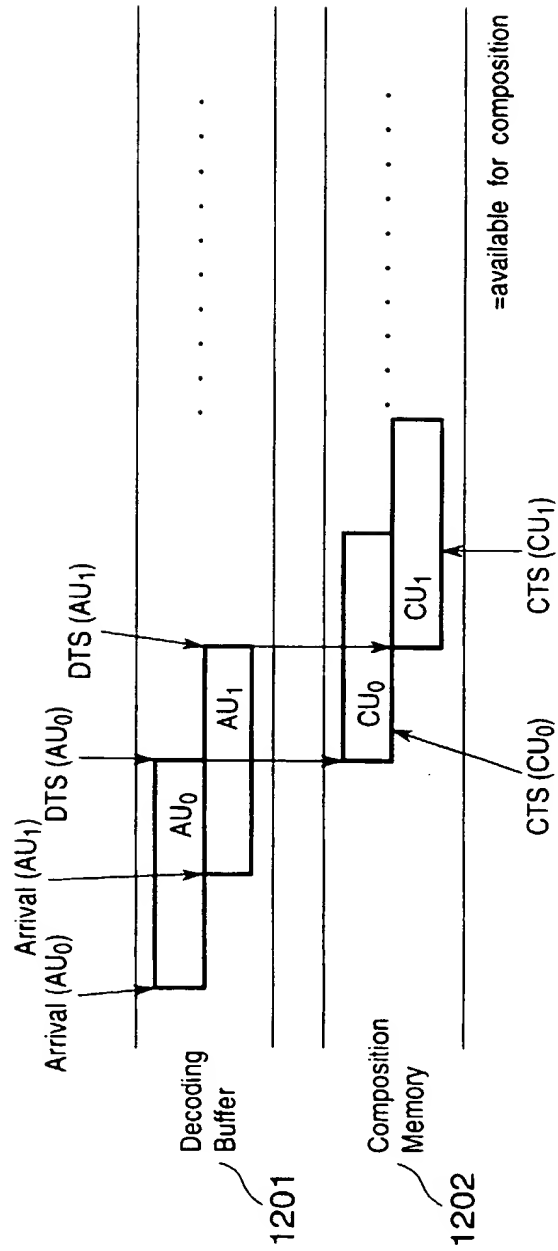 Arrival (AU0)
Arrival (AU1)
DTS (AU0)
DTS (AU1)
Decoding
Buffer
1201
AU0
AU1
Composition
Memory
1202
CU0
CU1
CTS (CU0)
CTS (CU1)
=available for composition